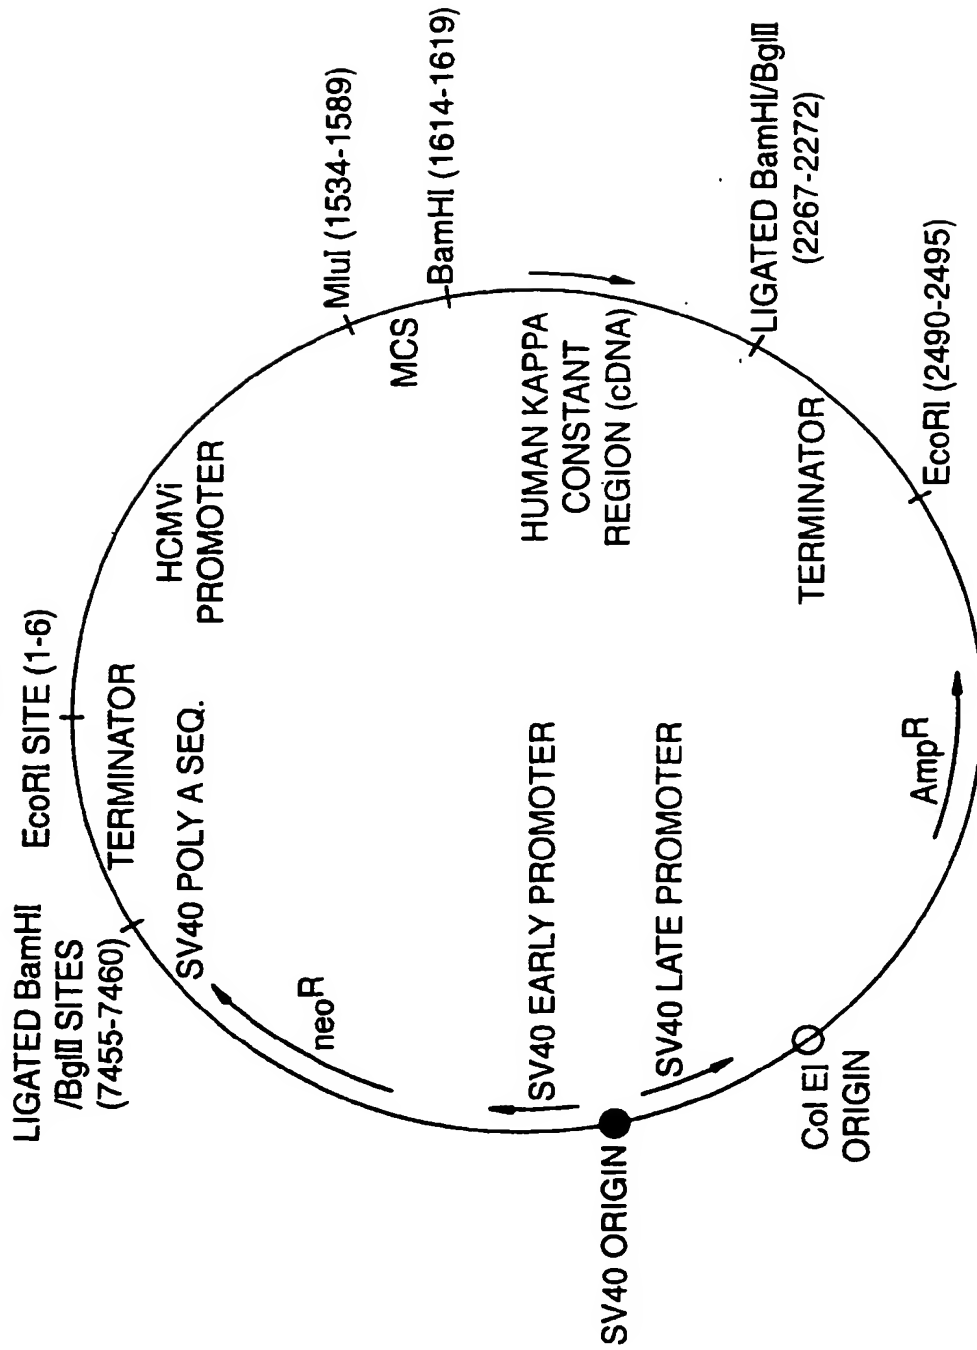 EcoRI SITE (1-6)
LIGATED BamHI
/BglII SITES
(7455-7460)
TERMINATOR
SV40 POLY A SEQ.
HCMVi
PROMOTER
MluI (1534-1589)
MCS
BamHI (1614-1619)
HUMAN KAPPA
CONSTANT
REGION (cDNA)
LIGATED BamHI/BglII
(2267-2272)
TERMINATOR
EcoRI (2490-2495)
AmpR
Col EI
ORIGIN
SV40 LATE PROMOTER
SV40 ORIGIN
SV40 EARLY PROMOTER
neoR